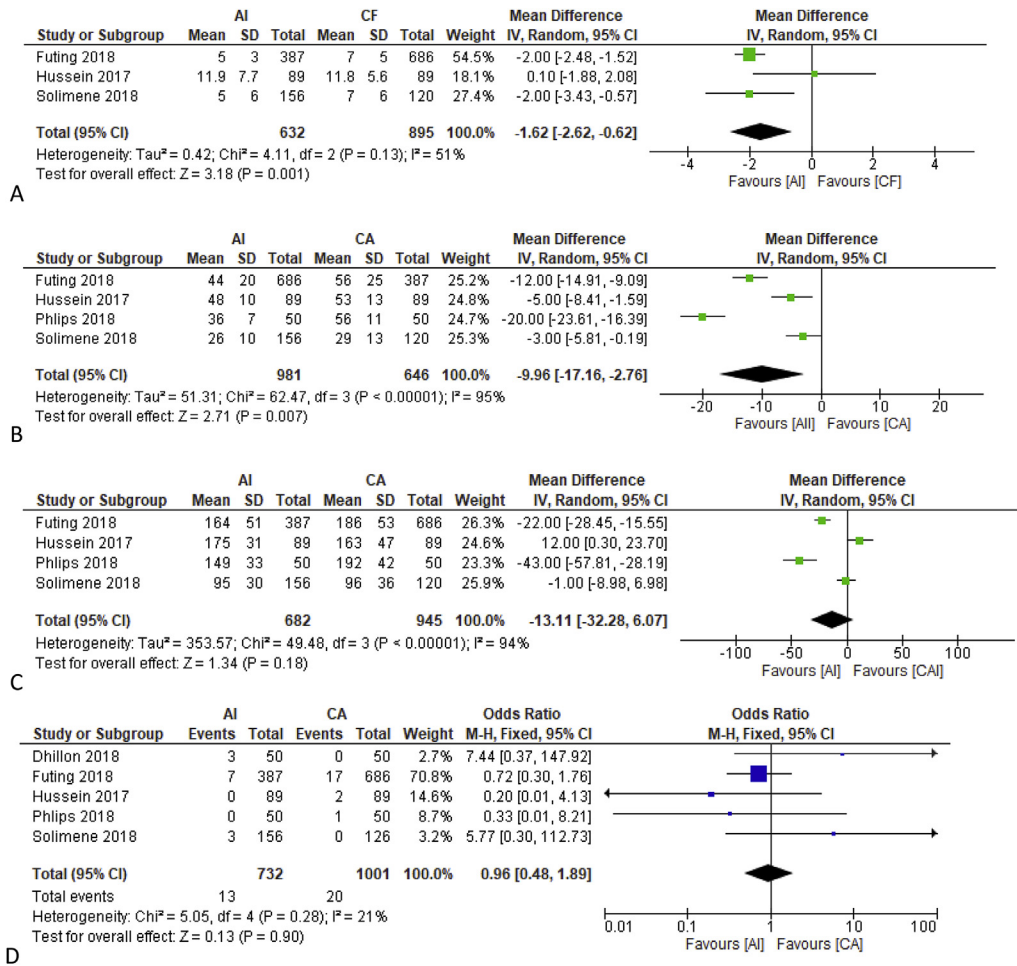 AI CF Mean Difference Mean Difference
Study or Subgroup Mean SD Total Mean SD Total Weight IV, Random, 95% CI IV, Random, 95% CI
Futing 2018 5 3 387 7 5 686 54.5% -2.00 [-2.48, -1.52]
Hussein 2017 11.9 7.7 89 11.8 5.6 89 18.1% 0.10 [-1.88, 2.08]
Solimene 2018 5 6 156 7 6 120 27.4% -2.00 [-3.43, -0.57]
Total (95% CI) 632 895 100.0% -1.62 [-2.62, -0.62]
Heterogeneity: Tau² = 0.42; Chi² = 4.11, df = 2 (P = 0.13); I² = 51%
Test for overall effect: Z = 3.18 (P = 0.001)
-4 -2 0 2 4
Favours [AI] Favours [CF]
A
AI CA Mean Difference Mean Difference
Study or Subgroup Mean SD Total Mean SD Total Weight IV, Random, 95% CI IV, Random, 95% CI
Futing 2018 44 20 686 56 25 387 25.2% -12.00 [-14.91, -9.09]
Hussein 2017 48 10 89 53 13 89 24.8% -5.00 [-8.41, -1.59]
Phlips 2018 36 7 50 56 11 50 24.7% -20.00 [-23.61, -16.39]
Solimene 2018 26 10 156 29 13 120 25.3% -3.00 [-5.81, -0.19]
Total (95% CI) 981 646 100.0% -9.96 [-17.16, -2.76]
Heterogeneity: Tau² = 51.31; Chi² = 62.47, df = 3 (P < 0.00001); I² = 95%
Test for overall effect: Z = 2.71 (P = 0.007)
-20 -10 0 10 20
Favours [AII] Favours [CA]
B
AI CA Mean Difference Mean Difference
Study or Subgroup Mean SD Total Mean SD Total Weight IV, Random, 95% CI IV, Random, 95% CI
Futing 2018 164 51 387 186 53 686 26.3% -22.00 [-28.45, -15.55]
Hussein 2017 175 31 89 163 47 89 24.6% 12.00 [0.30, 23.70]
Phlips 2018 149 33 50 192 42 50 23.3% -43.00 [-57.81, -28.19]
Solimene 2018 95 30 156 96 36 120 25.9% -1.00 [-8.98, 6.98]
Total (95% CI) 682 945 100.0% -13.11 [-32.28, 6.07]
Heterogeneity: Tau² = 353.57; Chi² = 49.48, df = 3 (P < 0.00001); I² = 94%
Test for overall effect: Z = 1.34 (P = 0.18)
-100 -50 0 50 100
Favours [AI] Favours [CAI]
C
AI CA Odds Ratio Odds Ratio
Study or Subgroup Events Total Events Total Weight M-H, Fixed, 95% CI M-H, Fixed, 95% CI
Dhillon 2018 3 50 0 50 2.7% 7.44 [0.37, 147.92]
Futing 2018 7 387 17 686 70.8% 0.72 [0.30, 1.76]
Hussein 2017 0 89 2 89 14.6% 0.20 [0.01, 4.13]
Phlips 2018 0 50 1 50 8.7% 0.33 [0.01, 8.21]
Solimene 2018 3 156 0 126 3.2% 5.77 [0.30, 112.73]
Total (95% CI) 732 1001 100.0% 0.96 [0.48, 1.89]
Total events 13 20
Heterogeneity: Chi² = 5.05, df = 4 (P = 0.28); I² = 21%
Test for overall effect: Z = 0.13 (P = 0.90)
0.01 0.1 1 10 100
Favours [AI] Favours [CA]
D